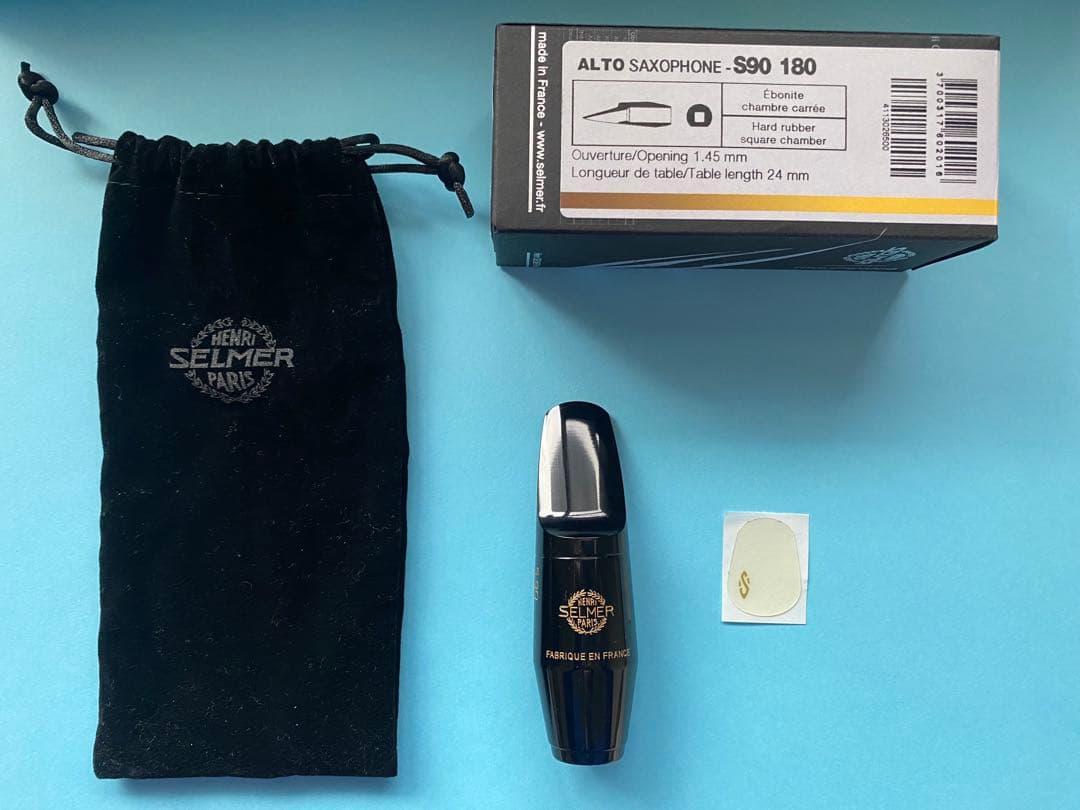 made in France - www.selmer.fr
ALTO SAXOPHONE - S90 180
Ébonite
chambre carrée
Hard rubber
square chamber
Ouverture/Opening 1.45 mm
Longueur de table/Table length 24 mm
HENRI
SELMER
PARIS
HENRI
SELMER
PARIS
FABRIQUE EN FRANCE
S